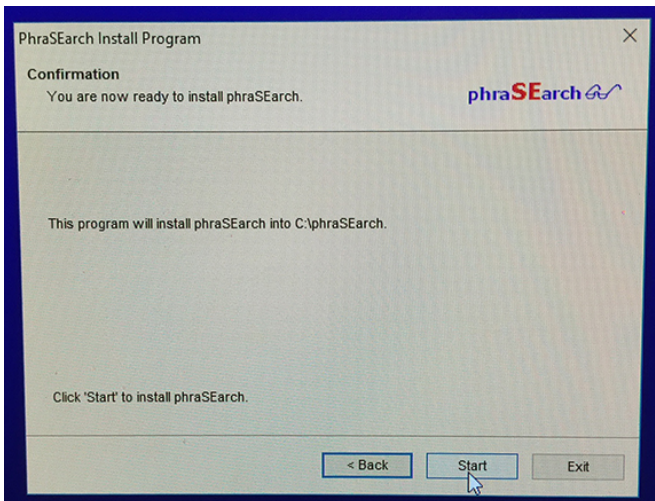 PhraSEarch Install Program
Confirmation
You are now ready to install phraSEarch.
phraSEarch
This program will install phraSEarch into C:\phraSEarch.
Click 'Start' to install phraSEarch.
< Back
Start
Exit